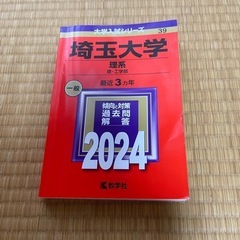 大学入試シリーズ
39
埼玉大学
理系
理・工学部
最近3カ年
一般
傾向と対策
過去問
解答
2024
教学社